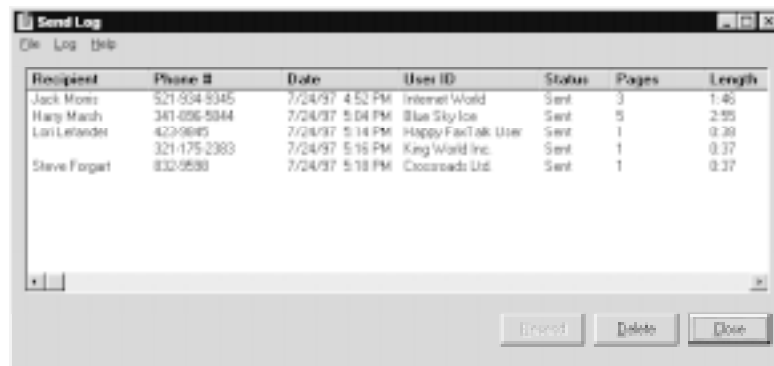 Send Log
File Log Help
Recipient Phone # Date User ID Status Pages Length
Jack Morris 521-934-9345 7/24/97 4:52 PM Internet World Sent 3 1:46
Harry Marsh 341-896-5844 7/24/97 5:04 PM Blue Sky Ice Sent 5 2:55
Lori Lelander 423-9845 7/24/97 5:14 PM Happy FaxTalk User Sent 1 0:38
321-175-2383 7/24/97 5:16 PM King World Inc. Sent 1 0:37
Steve Forgart 832-9598 7/24/97 5:18 PM Crossroads Ltd. Sent 1 0:37
Resend Delete Close